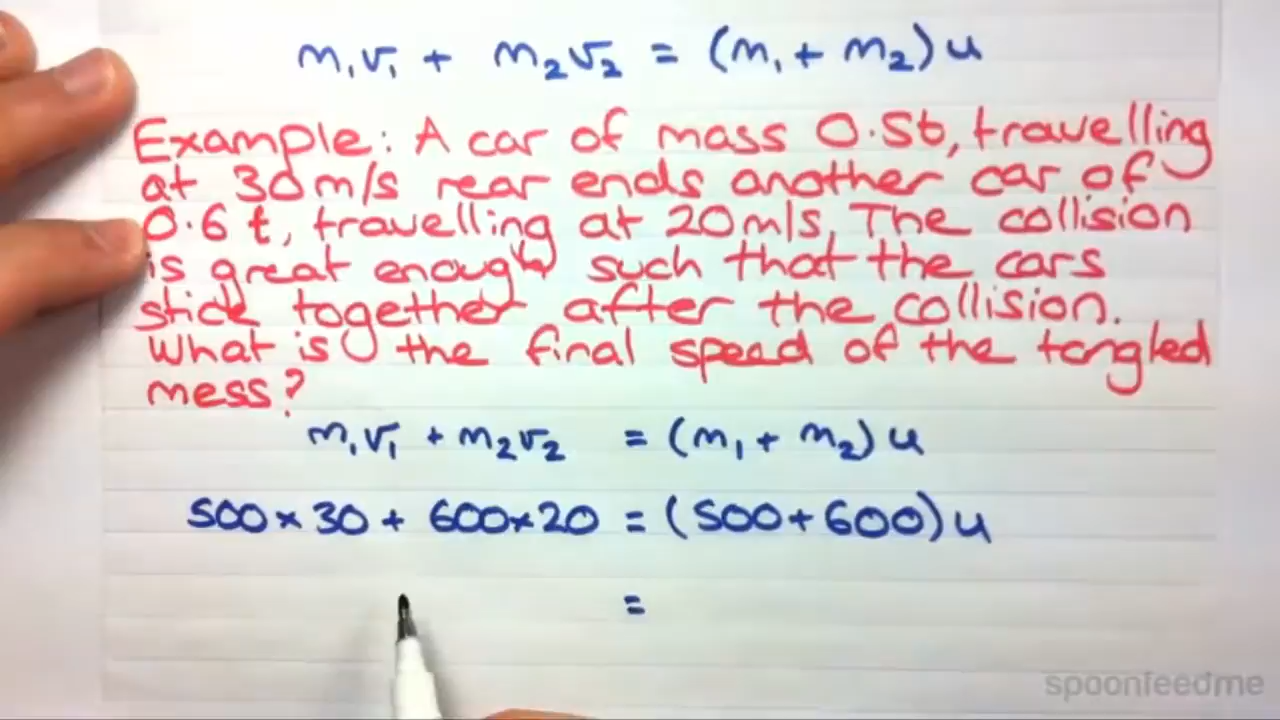 m₁v₁ + m₂v₂ = (m₁ + m₂)u
Example: A car of mass 0.5t, travelling
at 30m/s rear ends another car of
0.6 t, travelling at 20m/s. The collision
is great enough such that the cars
stick together after the collision.
What is the final speed of the tangled
mess?
m₁v₁ + m₂v₂ = (m₁ + m₂)u
500 × 30 + 600 × 20 = (500 + 600)u
=
spoonfeedme